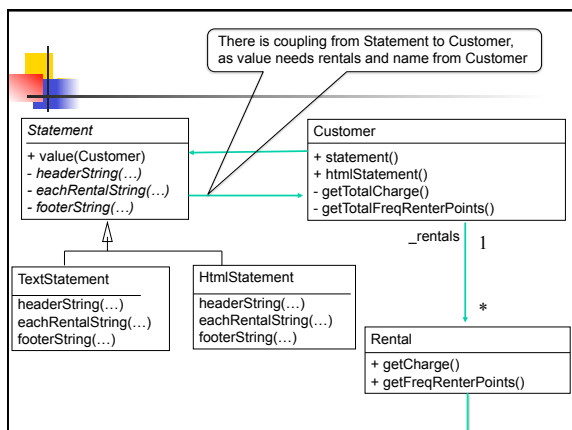 There is coupling from Statement to Customer,
as value needs rentals and name from Customer
Statement
+ value(Customer)
- headerString(…)
- eachRentalString(…)
- footerString(…)
Customer
+ statement()
+ htmlStatement()
- getTotalCharge()
- getTotalFreqRenterPoints()
_rentals
1
*
TextStatement
headerString(…)
eachRentalString(…)
footerString(…)
HtmlStatement
headerString(…)
eachRentalString(…)
footerString(…)
Rental
+ getCharge()
+ getFreqRenterPoints()